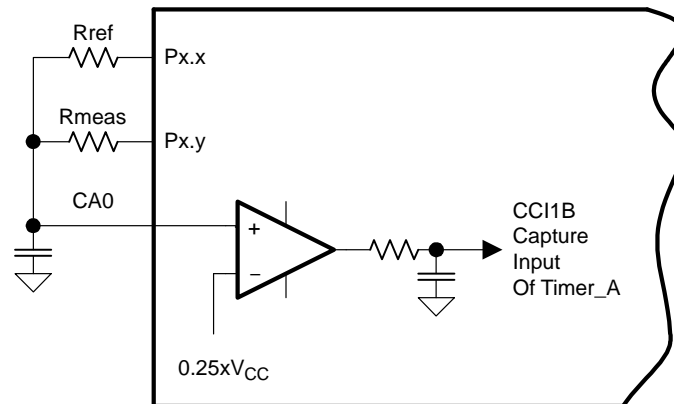 Rref
Px.x
Rmeas
Px.y
CA0
+
−
CCI1B
Capture
Input
Of Timer_A
0.25xVCC